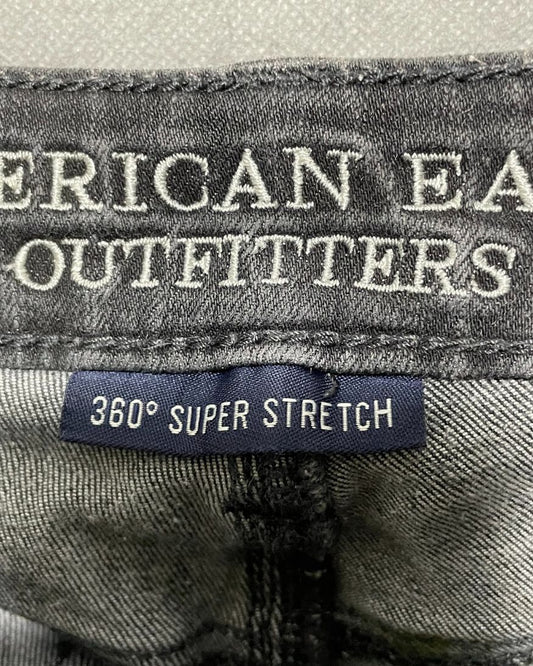 ERICAN EA
OUTFITTERS
360° SUPER STRETCH